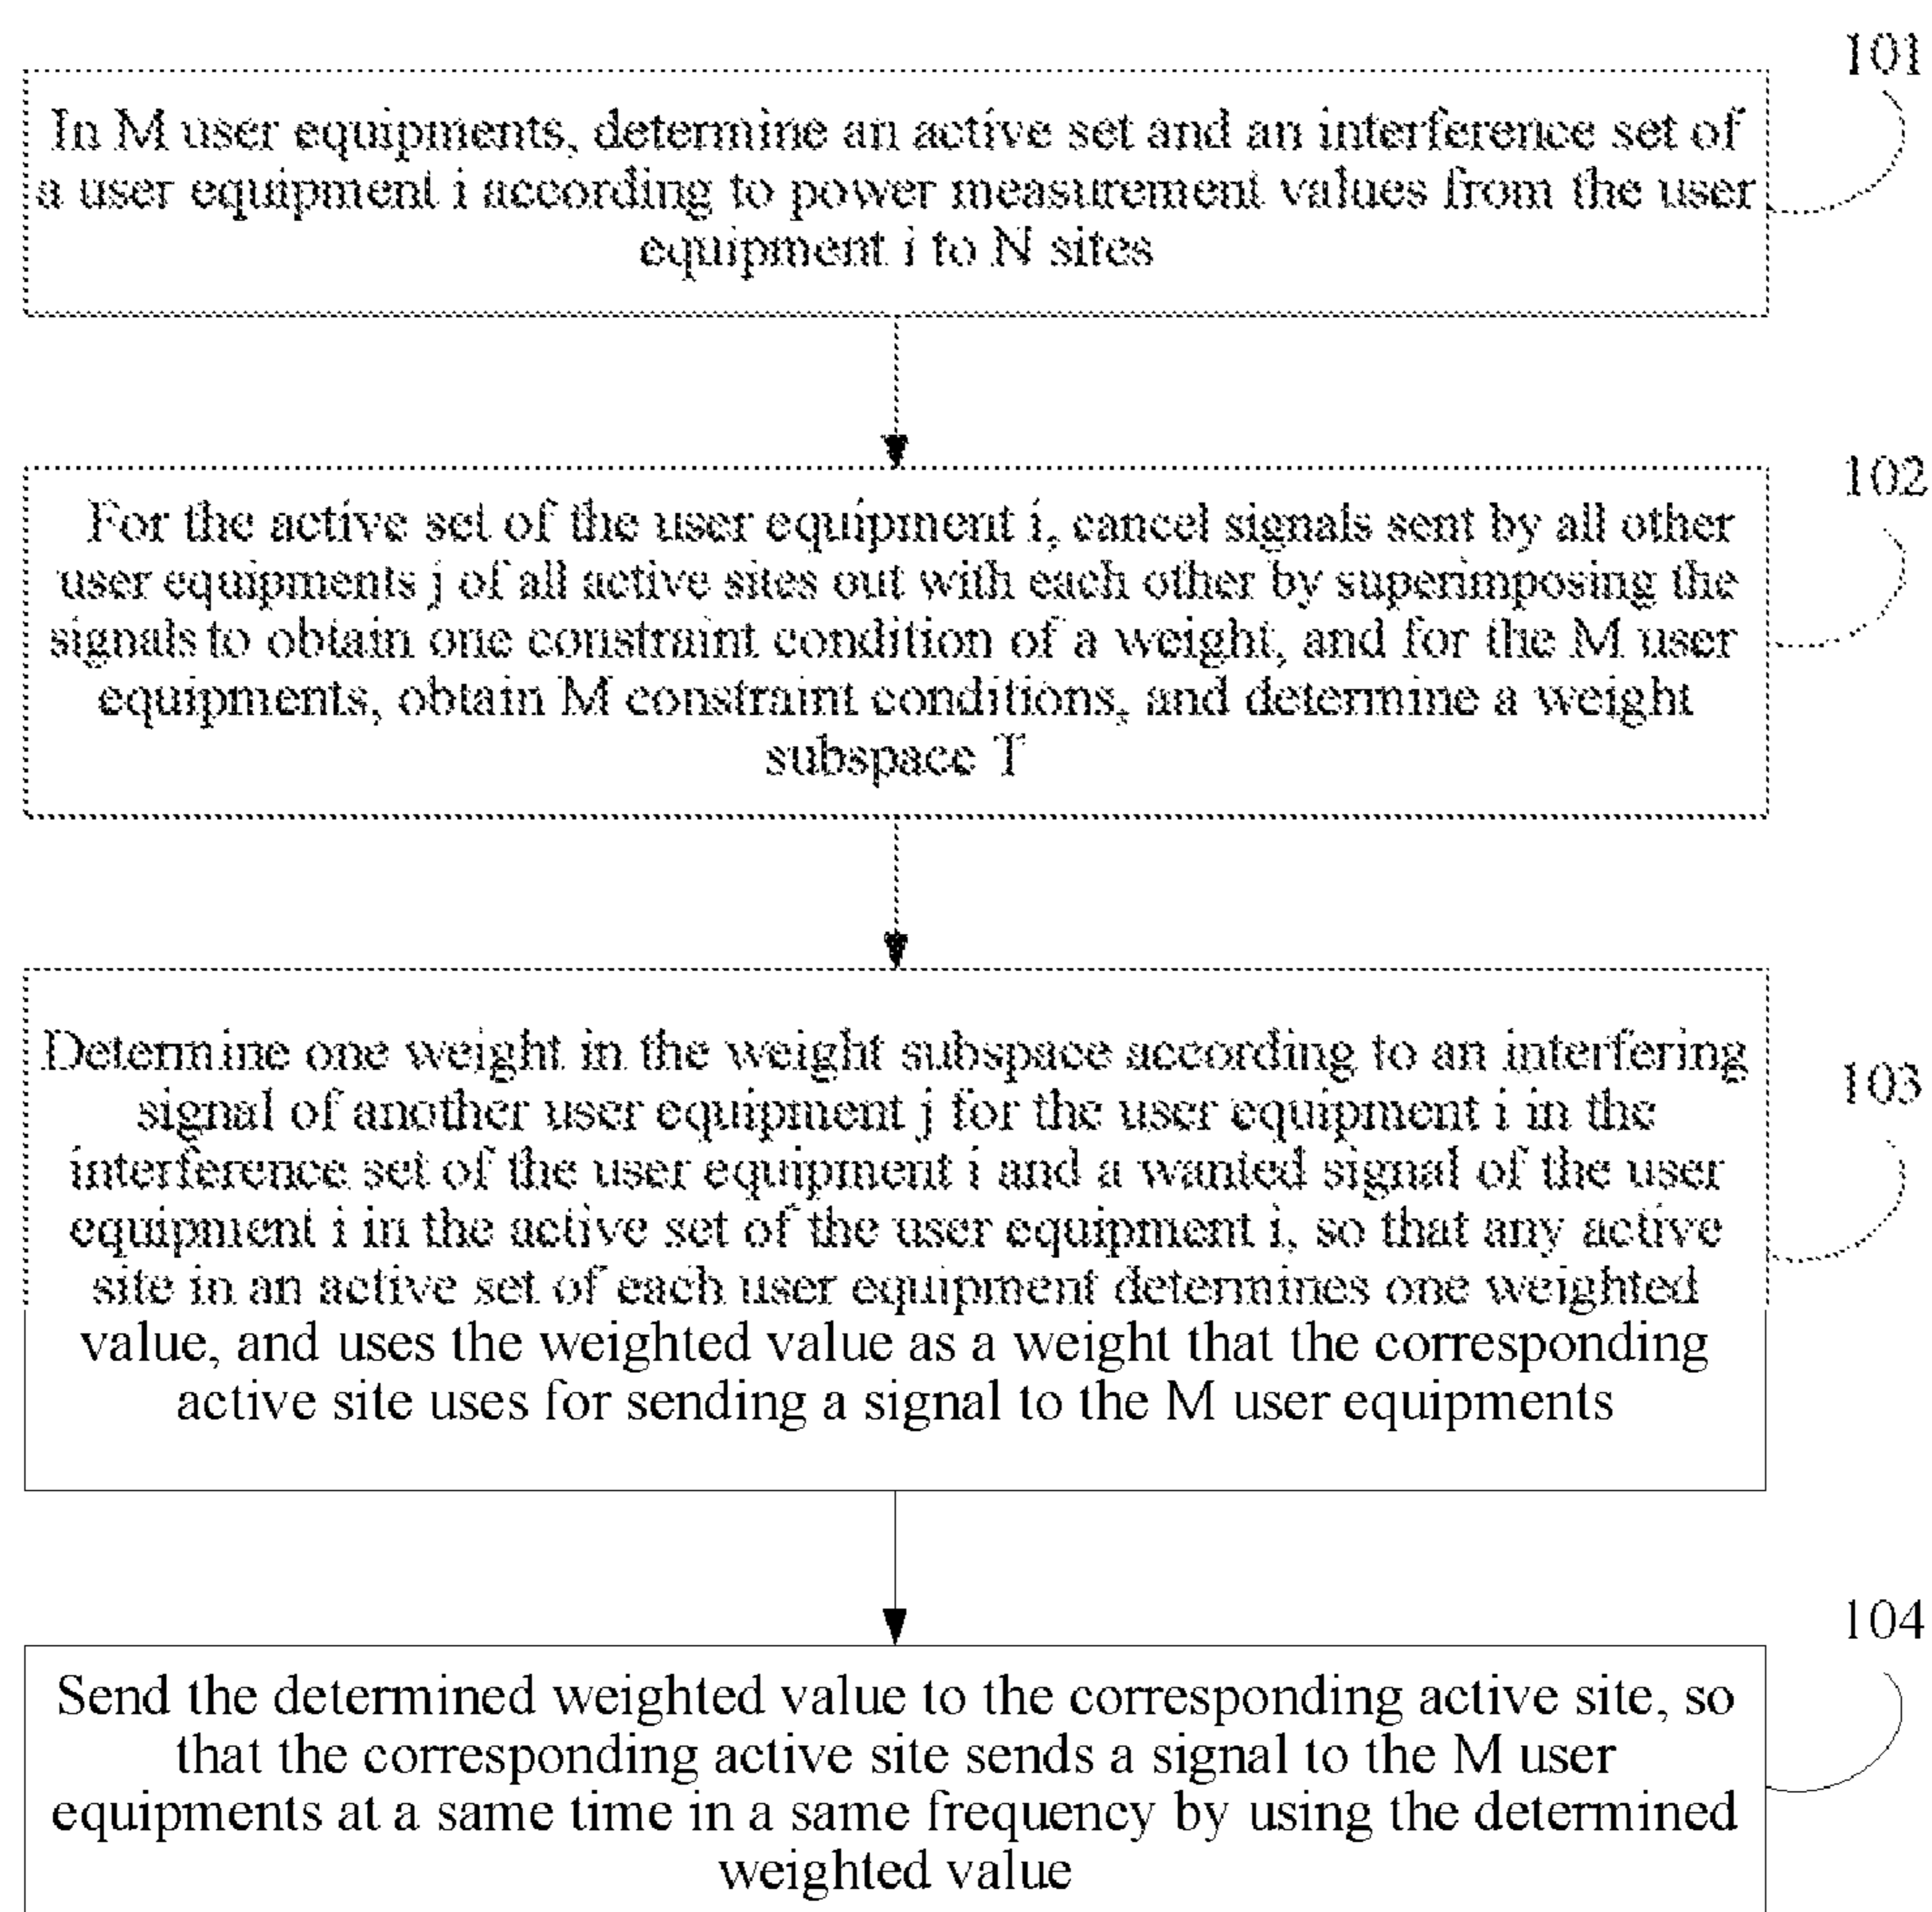 101
In M user equipments, determine an active set and an interference set of
a user equipment i according to power measurement values from the user
equipment i to N sites
102
For the active set of the user equipment i, cancel signals sent by all other
user equipments j of all active sites out with each other by superimposing the
signals to obtain one constraint condition of a weight, and for the M user
equipments, obtain M constraint conditions, and determine a weight
subspace T
103
Determine one weight in the weight subspace according to an interfering
signal of another user equipment j for the user equipment i in the
interference set of the user equipment i and a wanted signal of the user
equipment i in the active set of the user equipment i, so that any active
site in an active set of each user equipment determines one weighted
value, and uses the weighted value as a weight that the corresponding
active site uses for sending a signal to the M user equipments
104
Send the determined weighted value to the corresponding active site, so
that the corresponding active site sends a signal to the M user
equipments at a same time in a same frequency by using the determined
weighted value